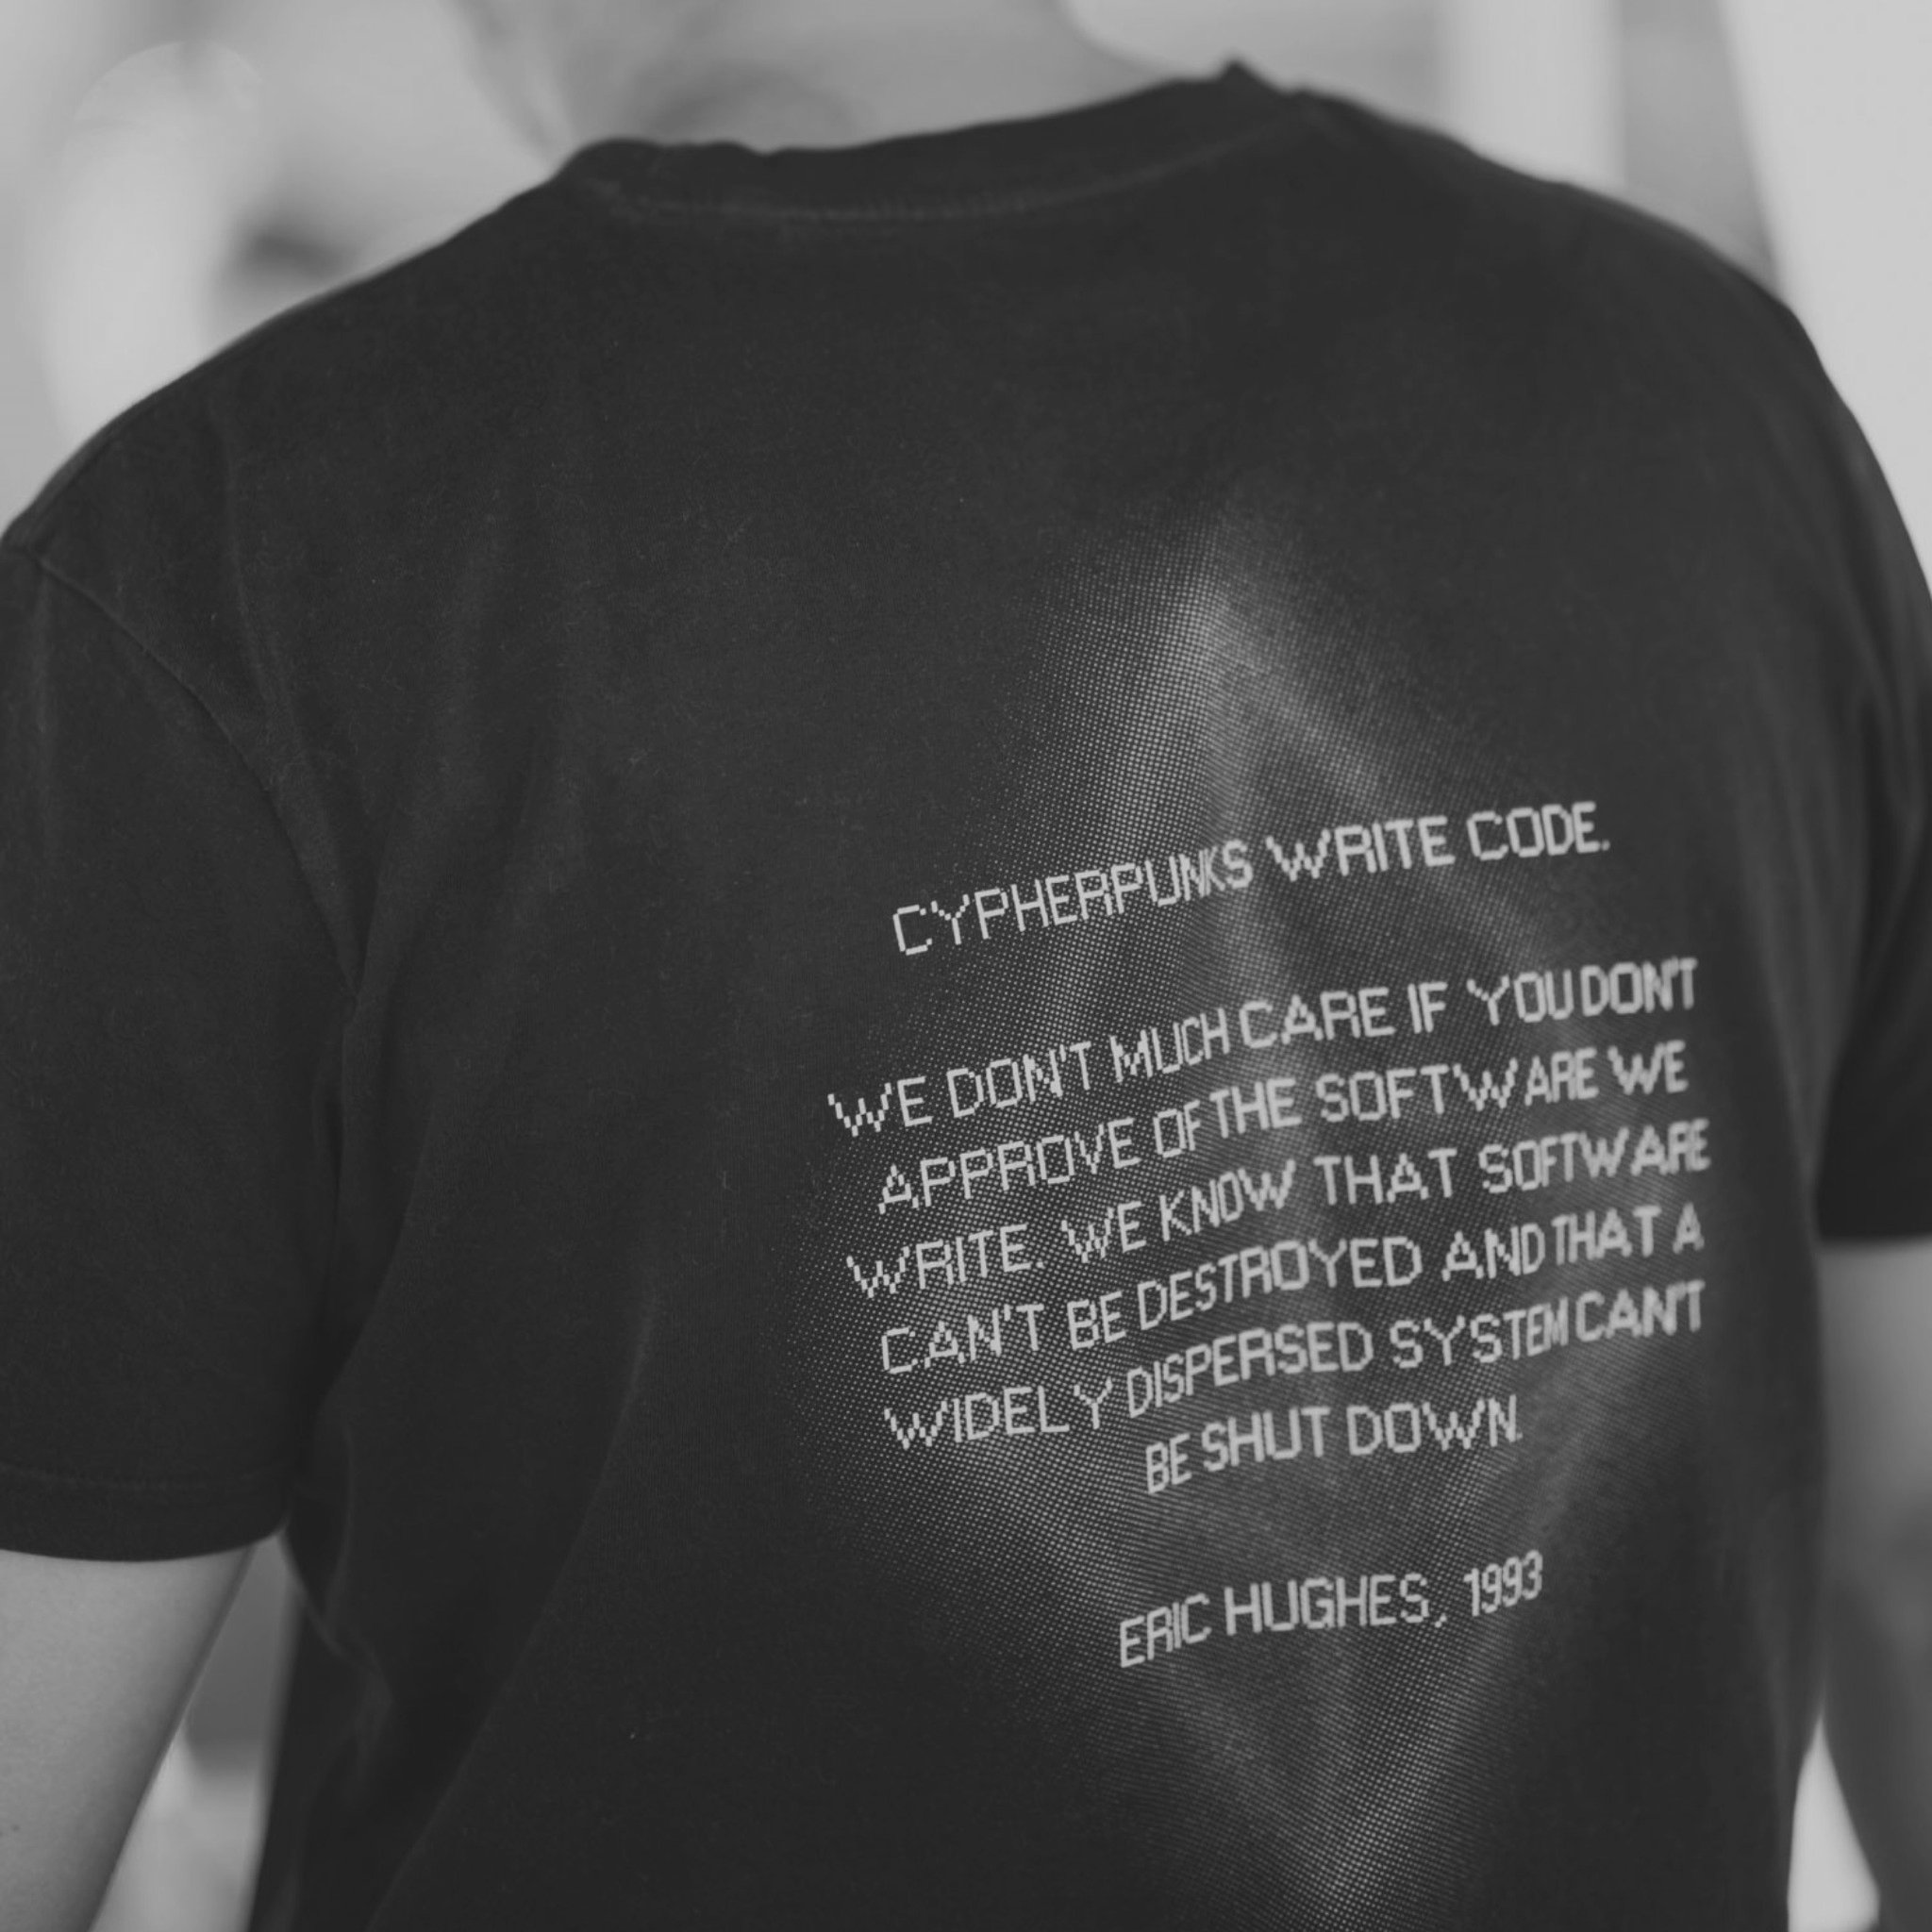 CYPHERPUNKS WRITE CODE.
WE DON'T MUCH CARE IF YOU DON'T
APPROVE OF THE SOFTWARE WE
WRITE. WE KNOW THAT SOFTWARE
CAN'T BE DESTROYED AND THAT A
WIDELY DISPERSED SYSTEM CAN'T
BE SHUT DOWN.
ERIC HUGHES, 1993